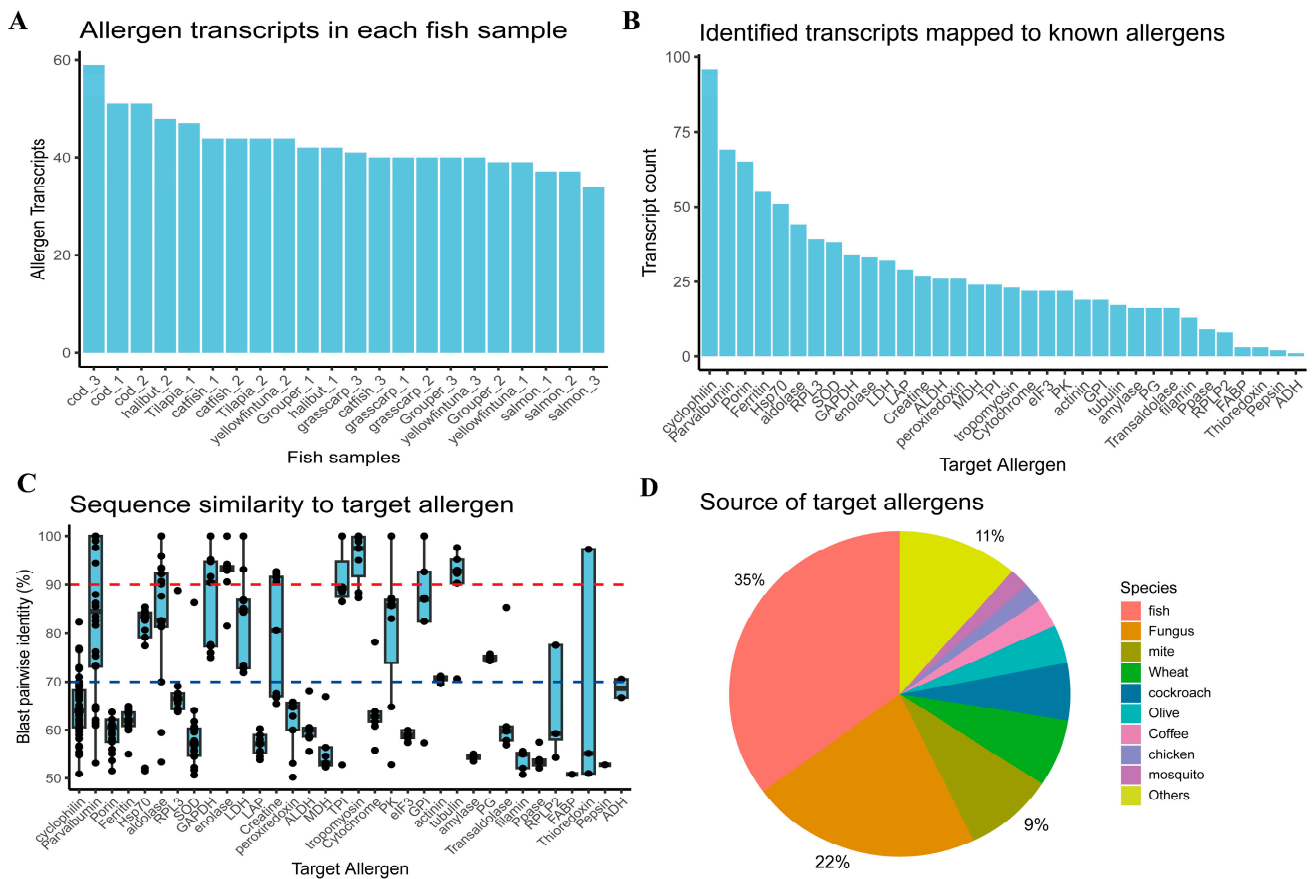 A
Allergen transcripts in each fish sample
60
40
20
0
Allergen Transcripts
cod_3
cod_1
cod_2
halibut_2
Tilapia_1
catfish_1
catfish_2
Tilapia_2
yellowfintuna_2
Grouper_1
halibut_1
grasscarp_3
catfish_3
grasscarp_1
grasscarp_2
Grouper_3
yellowfintuna_3
Grouper_2
yellowfintuna_1
salmon_1
salmon_2
salmon_3
Fish samples
B
Identified transcripts mapped to known allergens
100
75
50
25
0
Transcript count
cyclophilin
Parvalbumin
Porin
Ferritin
Hsp70
aldolase
RPL3
SOD
GAPDH
enolase
LDH
LAP
Creatine
ALDH
peroxiredoxin
MDH
TPI
tropomyosin
Cytochrome
eIF3
PK
actinin
GPI
tubulin
amylase
PG
Transaldolase
filamin
Ppase
RPLP2
FABP
Thioredoxin
Pepsin
ADH
Target Allergen
C
Sequence similarity to target allergen
100
90
80
70
60
50
Blast pairwise identity (%)
cyclophilin
Parvalbumin
Porin
Ferritin
Hsp70
aldolase
RPL3
SOD
GAPDH
enolase
LDH
LAP
Creatine
peroxiredoxin
ALDH
MDH
TPI
tropomyosin
Cytochrome
PK
eIF3
GPI
actinin
tubulin
amylase
PG
Transaldolase
filamin
Ppase
RPLP2
FABP
Thioredoxin
Pepsin
ADH
Target Allergen
D
Source of target allergens
11%
35%
9%
22%
Species
fish
Fungus
mite
Wheat
cockroach
Olive
Coffee
chicken
mosquito
Others